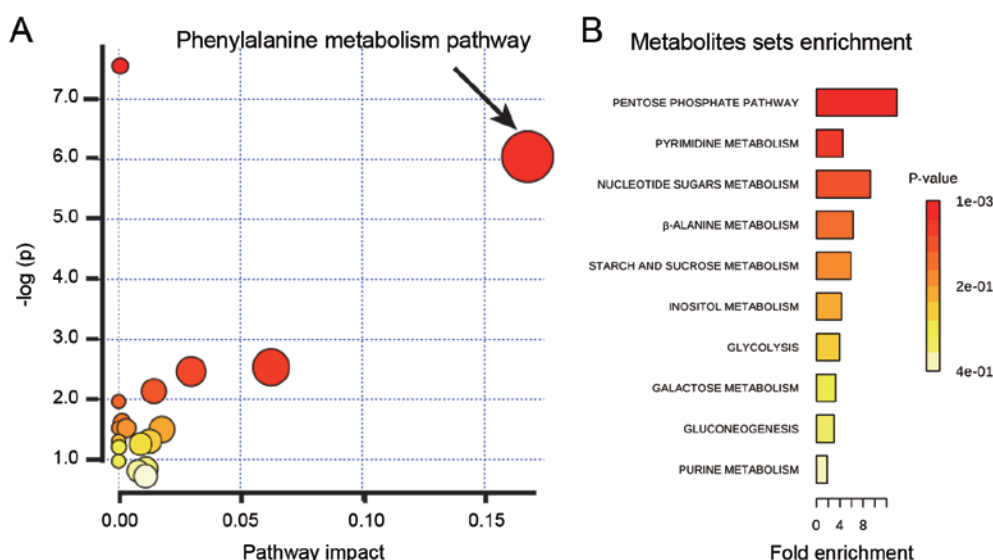 A
Phenylalanine metabolism pathway
7.0
6.0
5.0
4.0
3.0
2.0
1.0
-log (p)
0.00 0.05 0.10 0.15
Pathway impact
B
Metabolites sets enrichment
PENTOSE PHOSPHATE PATHWAY
PYRIMIDINE METABOLISM
NUCLEOTIDE SUGARS METABOLISM
β-ALANINE METABOLISM
STARCH AND SUCROSE METABOLISM
INOSITOL METABOLISM
GLYCOLYSIS
GALACTOSE METABOLISM
GLUCONEOGENESIS
PURINE METABOLISM
0 4 8
Fold enrichment
P-value
1e-03
2e-01
4e-01